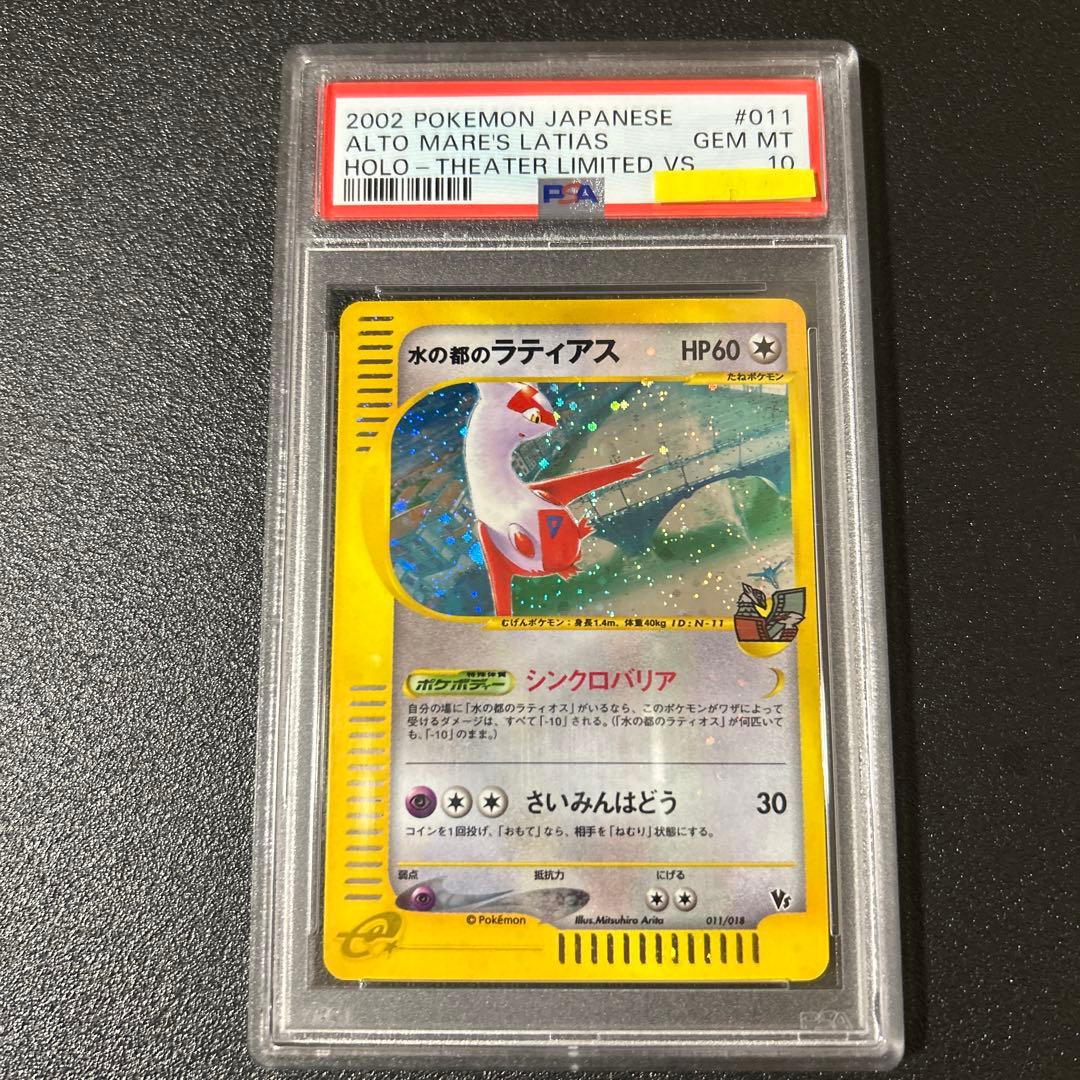 2002 POKEMON JAPANESE #011
ALTO MARE'S LATIAS GEM MT
HOLO-THEATER LIMITED VS 10
PSA
水の都のラティアス HP60
たねポケモン
むげんポケモン:身長1.4m、体重40kg ID:N-11
特殊体質
ポケボディー シンクロバリア
自分の場に「水の都のラティオス」がいるなら、このポケモンがワザによって
受けるダメージは、すべて「-10」される。(「水の都のラティオス」が何匹いて
も、「-10」のまま。)
さいみんはどう 30
コインを1回投げ、「おもて」なら、相手を「ねむり」状態にする。
弱点 抵抗力 にげる
Vs
© Pokémon Illus.Mitsuhiro Arita 011/018
e
PSA